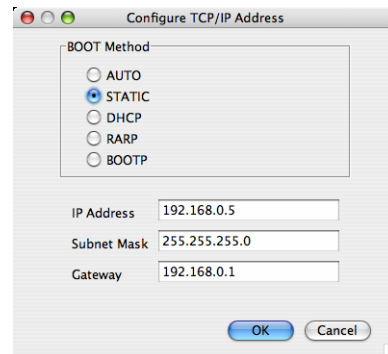 Configure TCP/IP Address
BOOT Method
AUTO
STATIC
DHCP
RARP
BOOTP
IP Address 192.168.0.5
Subnet Mask 255.255.255.0
Gateway 192.168.0.1
OK Cancel